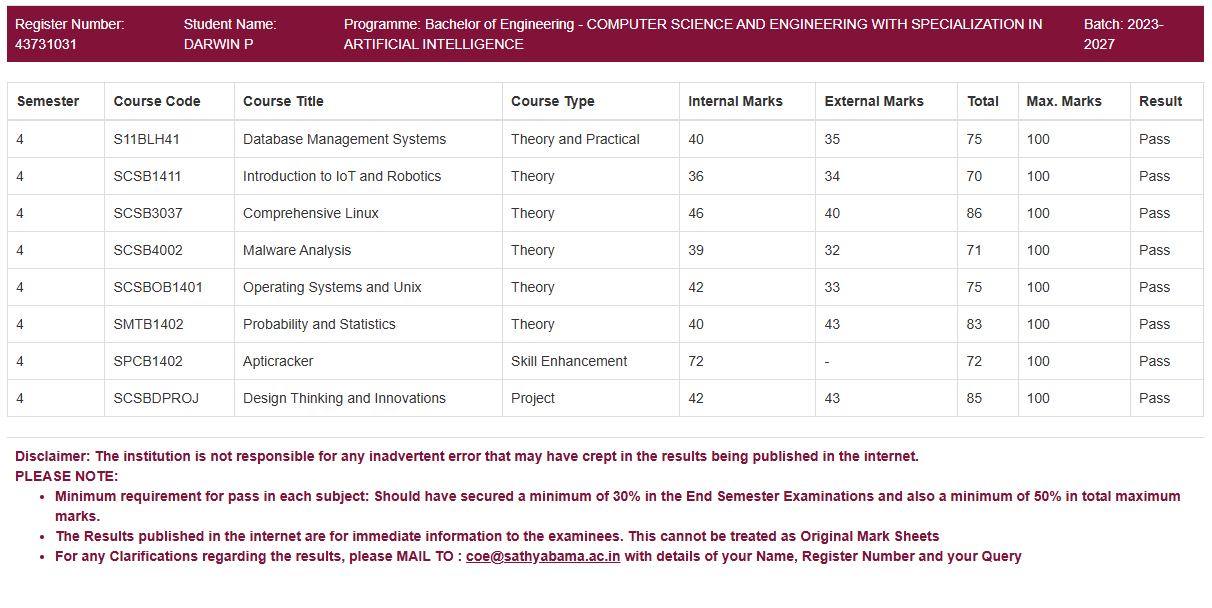 Register Number: 43731031 Student Name: DARWIN P Programme: Bachelor of Engineering - COMPUTER SCIENCE AND ENGINEERING WITH SPECIALIZATION IN ARTIFICIAL INTELLIGENCE Batch: 2023-2027
Semester Course Code Course Title Course Type Internal Marks External Marks Total Max. Marks Result
4 S11BLH41 Database Management Systems Theory and Practical 40 35 75 100 Pass
4 SCSB1411 Introduction to IoT and Robotics Theory 36 34 70 100 Pass
4 SCSB3037 Comprehensive Linux Theory 46 40 86 100 Pass
4 SCSB4002 Malware Analysis Theory 39 32 71 100 Pass
4 SCSBOB1401 Operating Systems and Unix Theory 42 33 75 100 Pass
4 SMTB1402 Probability and Statistics Theory 40 43 83 100 Pass
4 SPCB1402 Apticracker Skill Enhancement 72 - 72 100 Pass
4 SCSBDPROJ Design Thinking and Innovations Project 42 43 85 100 Pass
Disclaimer: The institution is not responsible for any inadvertent error that may have crept in the results being published in the internet.
PLEASE NOTE:
• Minimum requirement for pass in each subject: Should have secured a minimum of 30% in the End Semester Examinations and also a minimum of 50% in total maximum
marks.
• The Results published in the internet are for immediate information to the examinees. This cannot be treated as Original Mark Sheets
• For any Clarifications regarding the results, please MAIL TO : coe@sathyabama.ac.in with details of your Name, Register Number and your Query